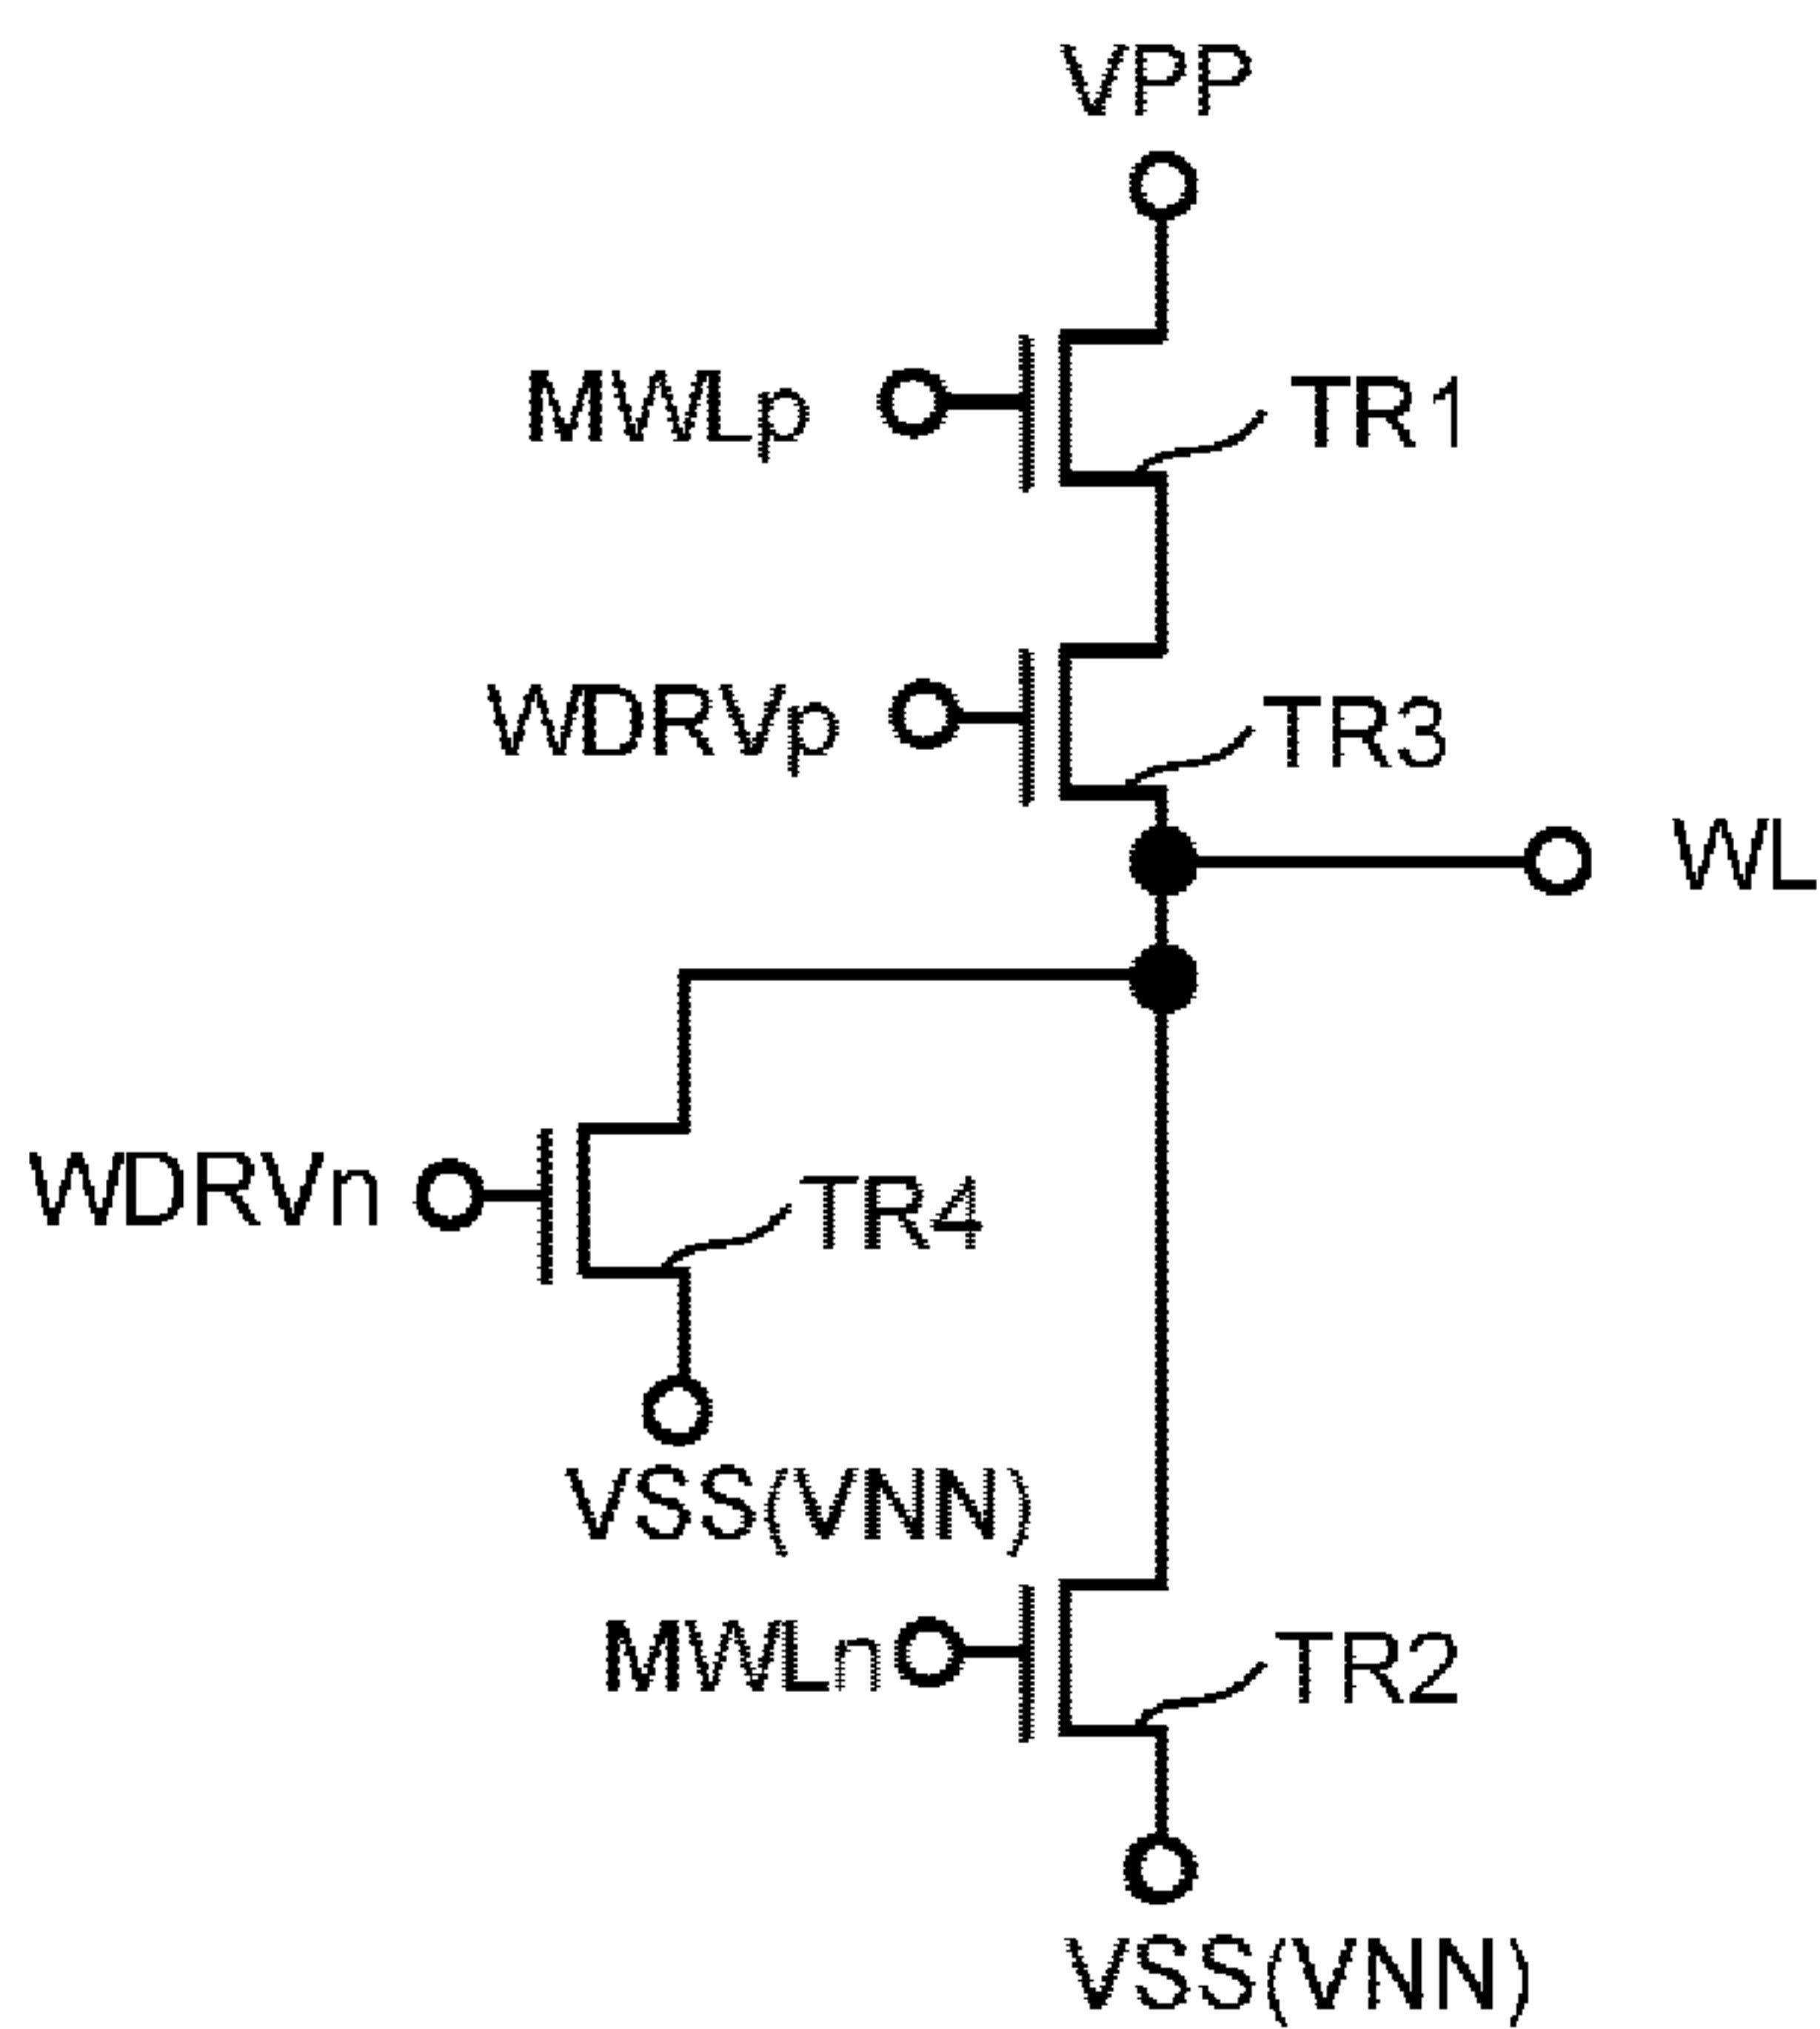 VPP
MWLp
TR1
WDRVp
TR3
WL
WDRVn
TR4
VSS(VNN)
MWLn
TR2
VSS(VNN)